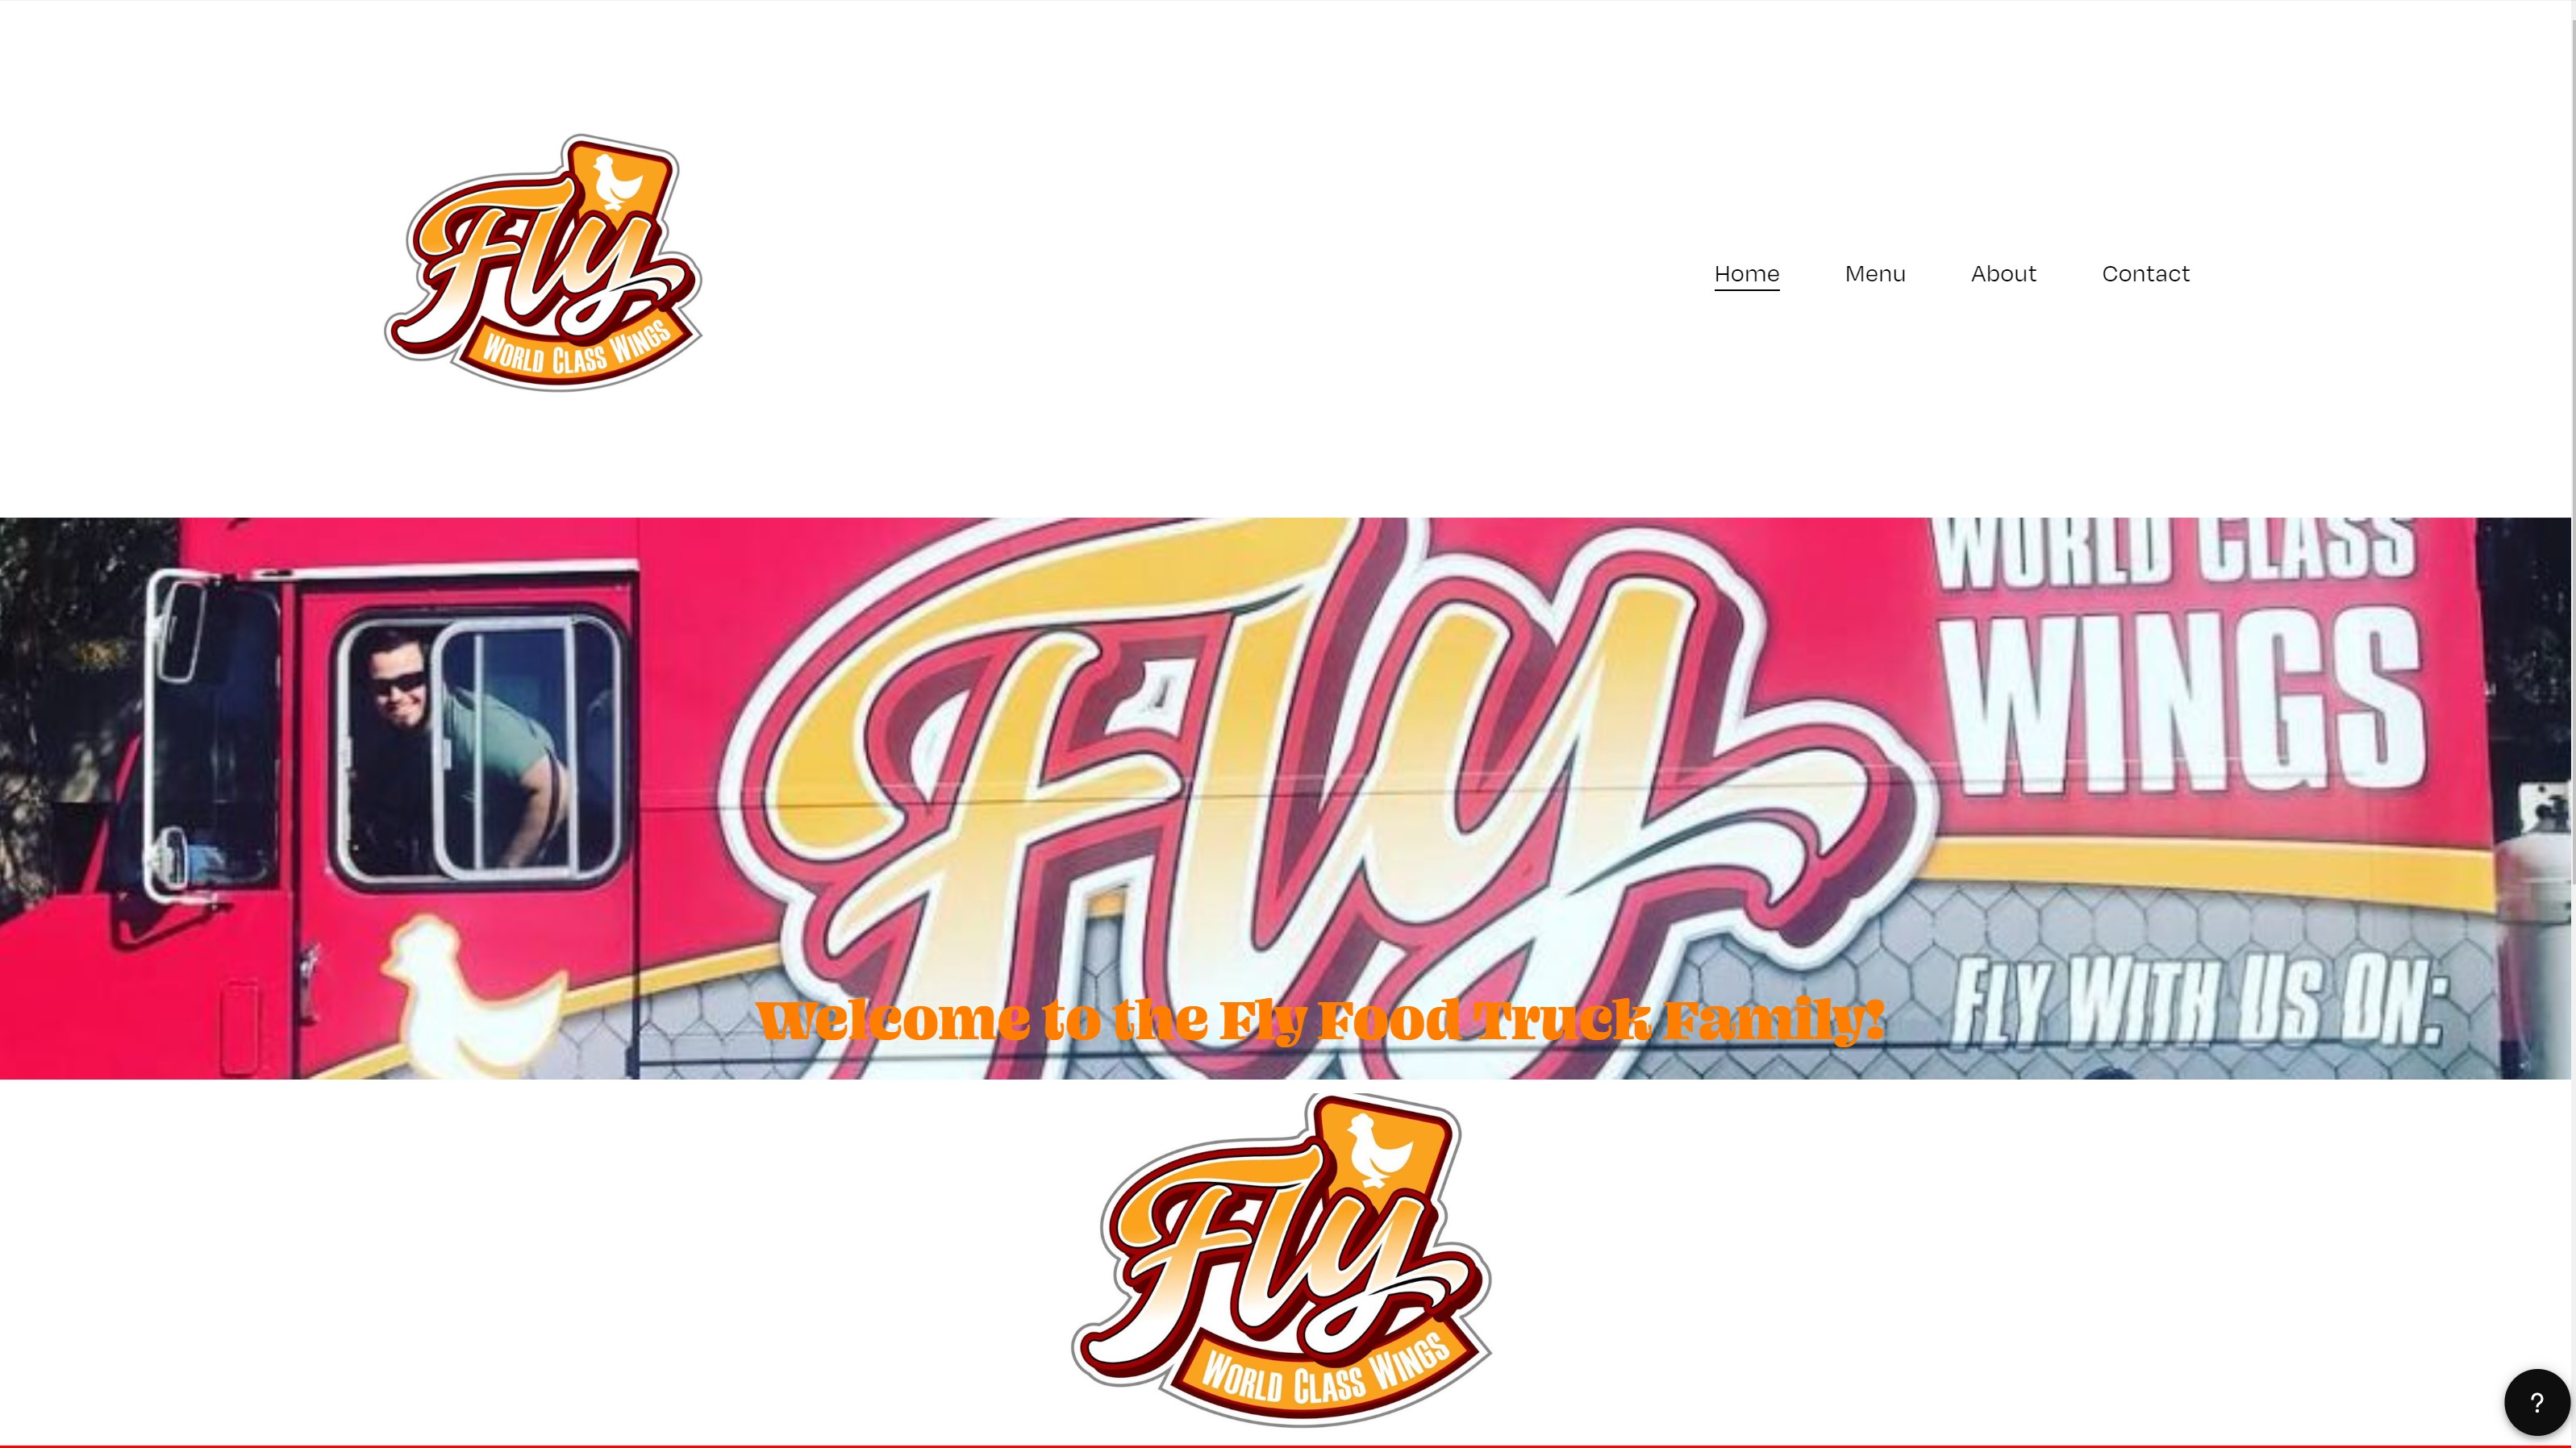 Fly
WORLD CLASS WINGS
Home
Menu
About
Contact
Fly
WORLD CLASS
WINGS
FLY WITH US ON:
Welcome to the Fly Food Truck Family!
Fly
WORLD CLASS WINGS
?